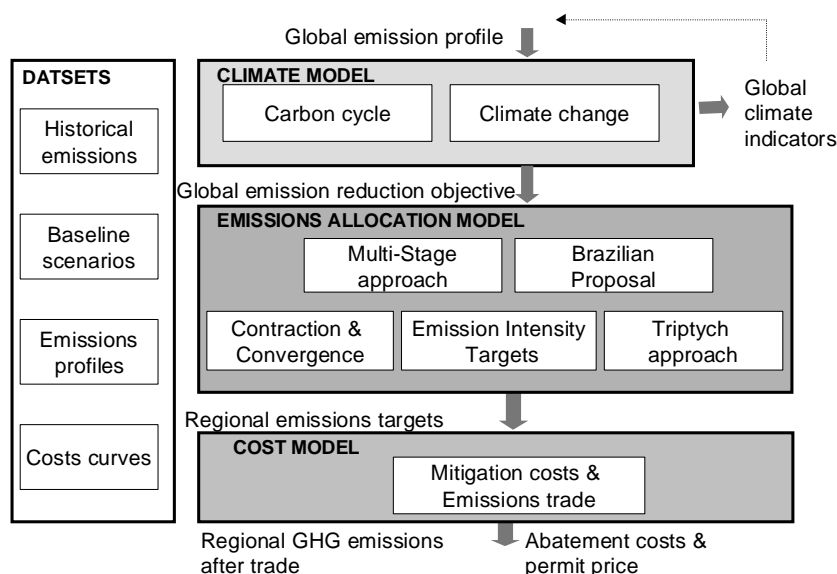 Global emission profile
DATSETS
Historical
emissions
Baseline
scenarios
Emissions
profiles
Costs curves
CLIMATE MODEL
Carbon cycle
Climate change
Global
climate
indicators
Global emission reduction objective
EMISSIONS ALLOCATION MODEL
Multi-Stage
approach
Brazilian
Proposal
Contraction &
Convergence
Emission Intensity
Targets
Triptych
approach
Regional emissions targets
COST MODEL
Mitigation costs &
Emissions trade
Regional GHG emissions
after trade
Abatement costs &
permit price